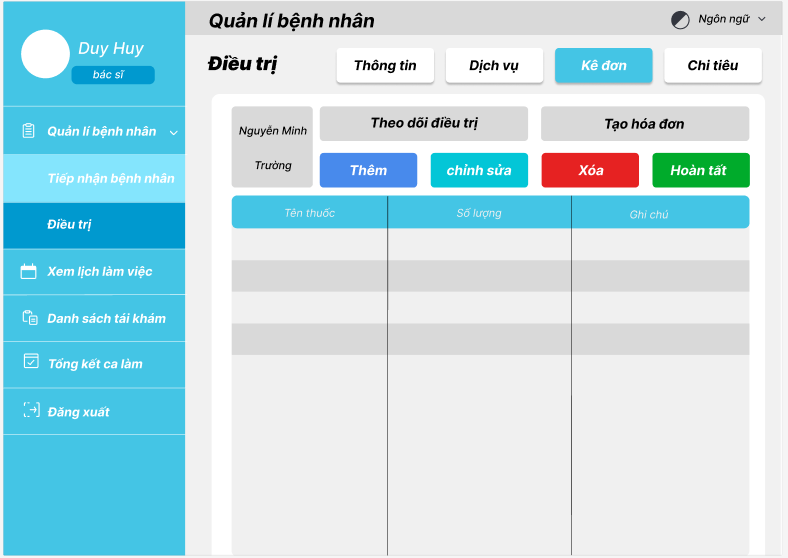 Duy Huy
bác sĩ
Quản lí bệnh nhân
Tiếp nhận bệnh nhân
Điều trị
Xem lịch làm việc
Danh sách tái khám
Tổng kết ca làm
Đăng xuất
Quản lí bệnh nhân
Ngôn ngữ
Điều trị
Thông tin
Dịch vụ
Kê đơn
Chi tiêu
Nguyễn Minh
Trường
Theo dõi điều trị
Tạo hóa đơn
Thêm
chỉnh sửa
Xóa
Hoàn tất
Tên thuốc
Số lượng
Ghi chú